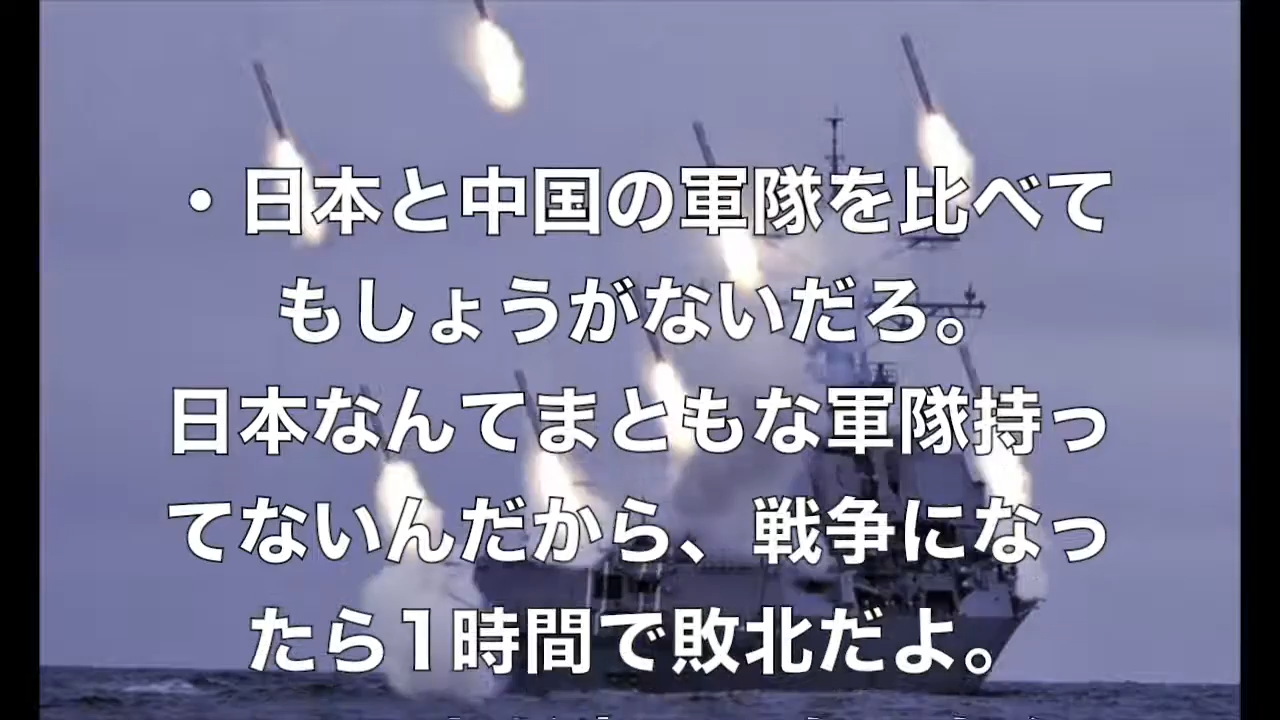 ・日本と中国の軍隊を比べて
もしょうがないだろ。
日本なんてまともな軍隊持っ
てないんだから、戦争になっ
たら1時間で敗北だよ。